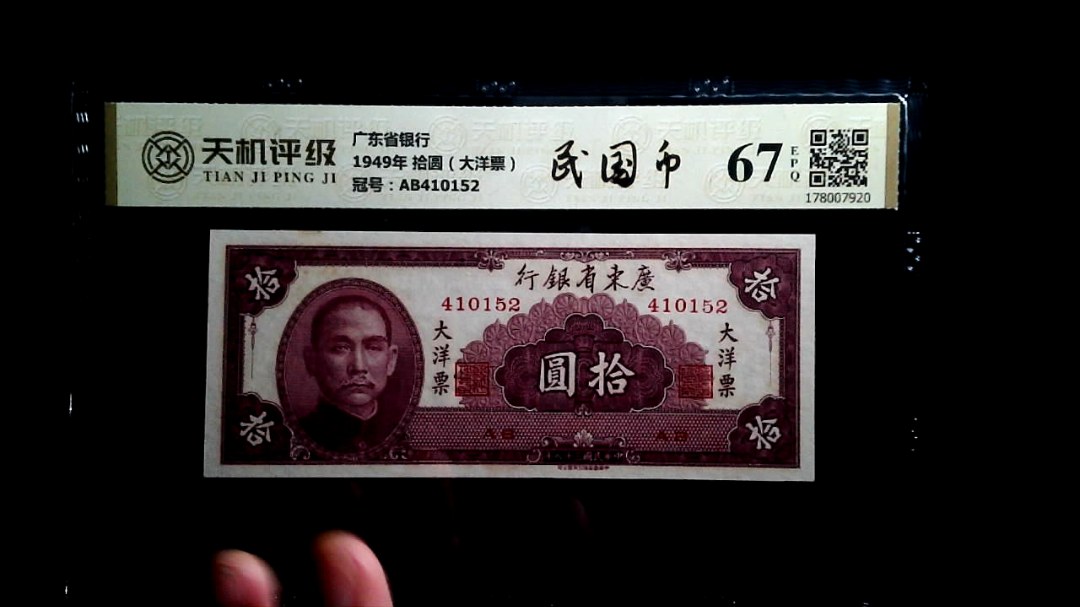 天机评级
TIAN JI PING JI
广东省银行
1949年 拾圆（大洋票）
冠号：AB410152
民国币
67
EPQ
178007920
行銀省東廣
410152
410152
拾
拾
大洋票
大洋票
圓拾
AB
AB
拾
拾